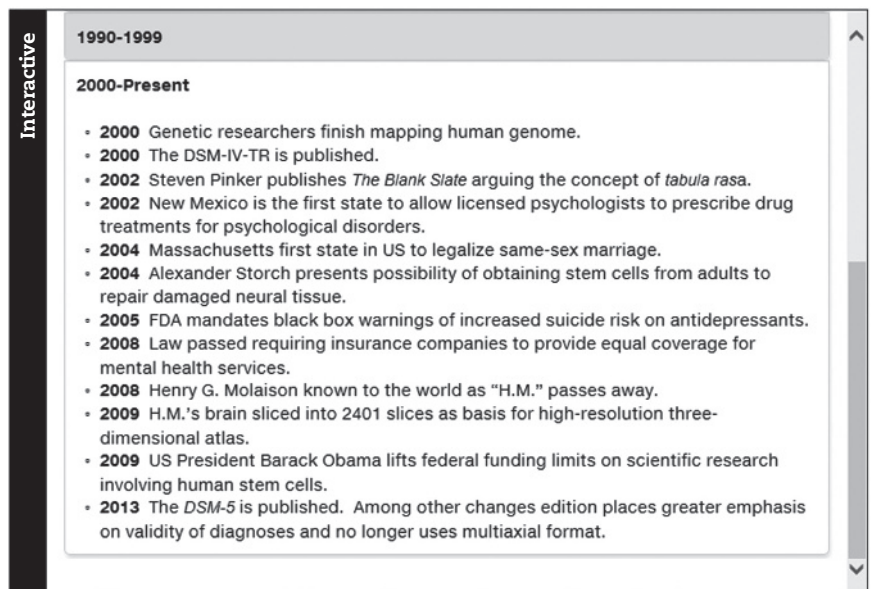 Interactive
1990-1999
2000-Present
◦ 2000 Genetic researchers finish mapping human genome.
◦ 2000 The DSM-IV-TR is published.
◦ 2002 Steven Pinker publishes The Blank Slate arguing the concept of tabula rasa.
◦ 2002 New Mexico is the first state to allow licensed psychologists to prescribe drug
treatments for psychological disorders.
◦ 2004 Massachusetts first state in US to legalize same-sex marriage.
◦ 2004 Alexander Storch presents possibility of obtaining stem cells from adults to
repair damaged neural tissue.
◦ 2005 FDA mandates black box warnings of increased suicide risk on antidepressants.
◦ 2008 Law passed requiring insurance companies to provide equal coverage for
mental health services.
◦ 2008 Henry G. Molaison known to the world as “H.M.” passes away.
◦ 2009 H.M.’s brain sliced into 2401 slices as basis for high-resolution three-
dimensional atlas.
◦ 2009 US President Barack Obama lifts federal funding limits on scientific research
involving human stem cells.
◦ 2013 The DSM-5 is published. Among other changes edition places greater emphasis
on validity of diagnoses and no longer uses multiaxial format.